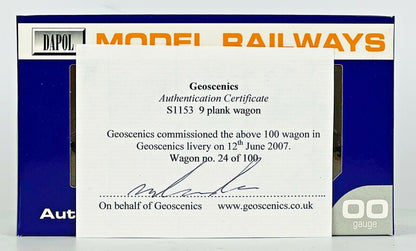 DAPOL
MODEL RAILWAYS
Geoscenics
Authentication Certificate
S1153 9 plank wagon
Geoscenics commissioned the above 100 wagon in
Geoscenics livery on 12th June 2007.
Wagon no. 24 of 100
On behalf of Geoscenics www.geoscenics.co.uk
Aut
OO
gauge